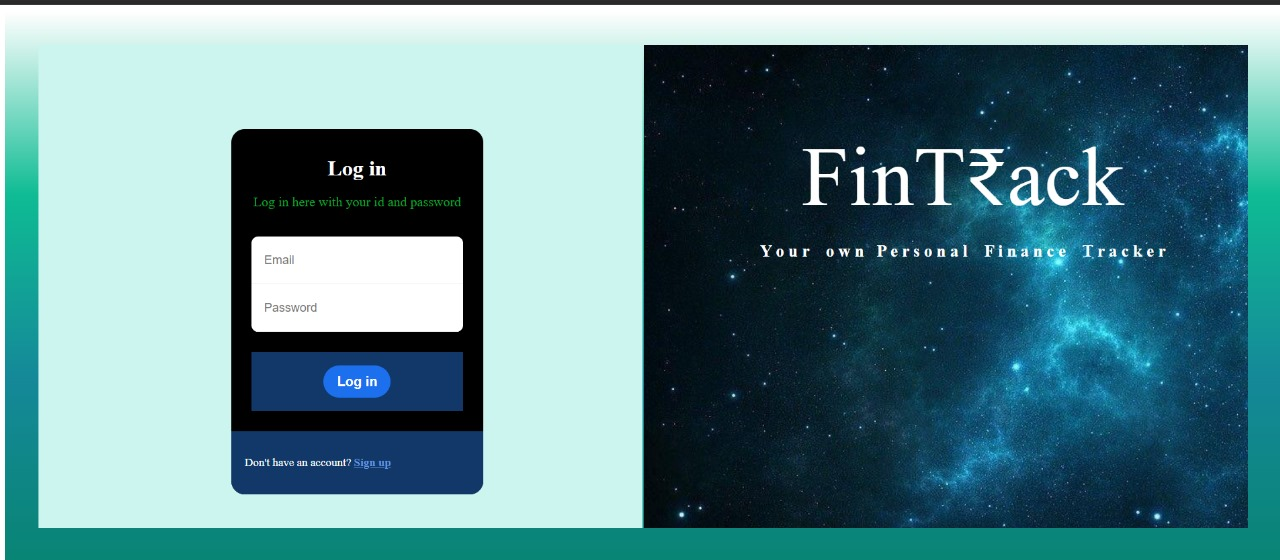 Log in
Log in here with your id and password
Email
Password
Log in
Don't have an account? Sign up
FinT₹ack
Your own Personal Finance Tracker